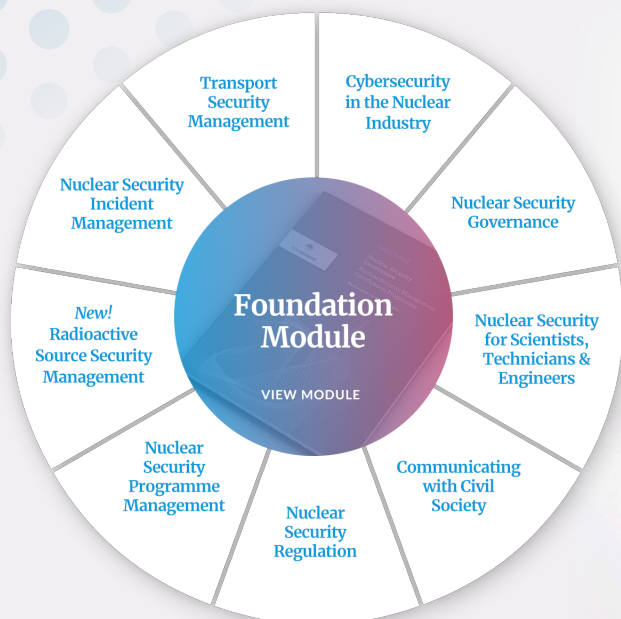 Transport
Security
Management
Cybersecurity
in the Nuclear
Industry
Nuclear Security
Incident
Management
Nuclear Security
Governance
New!
Radioactive
Source Security
Management
Foundation
Module
VIEW MODULE
Nuclear Security
for Scientists,
Technicians &
Engineers
Nuclear
Security
Programme
Management
Communicating
with Civil
Society
Nuclear
Security
Regulation